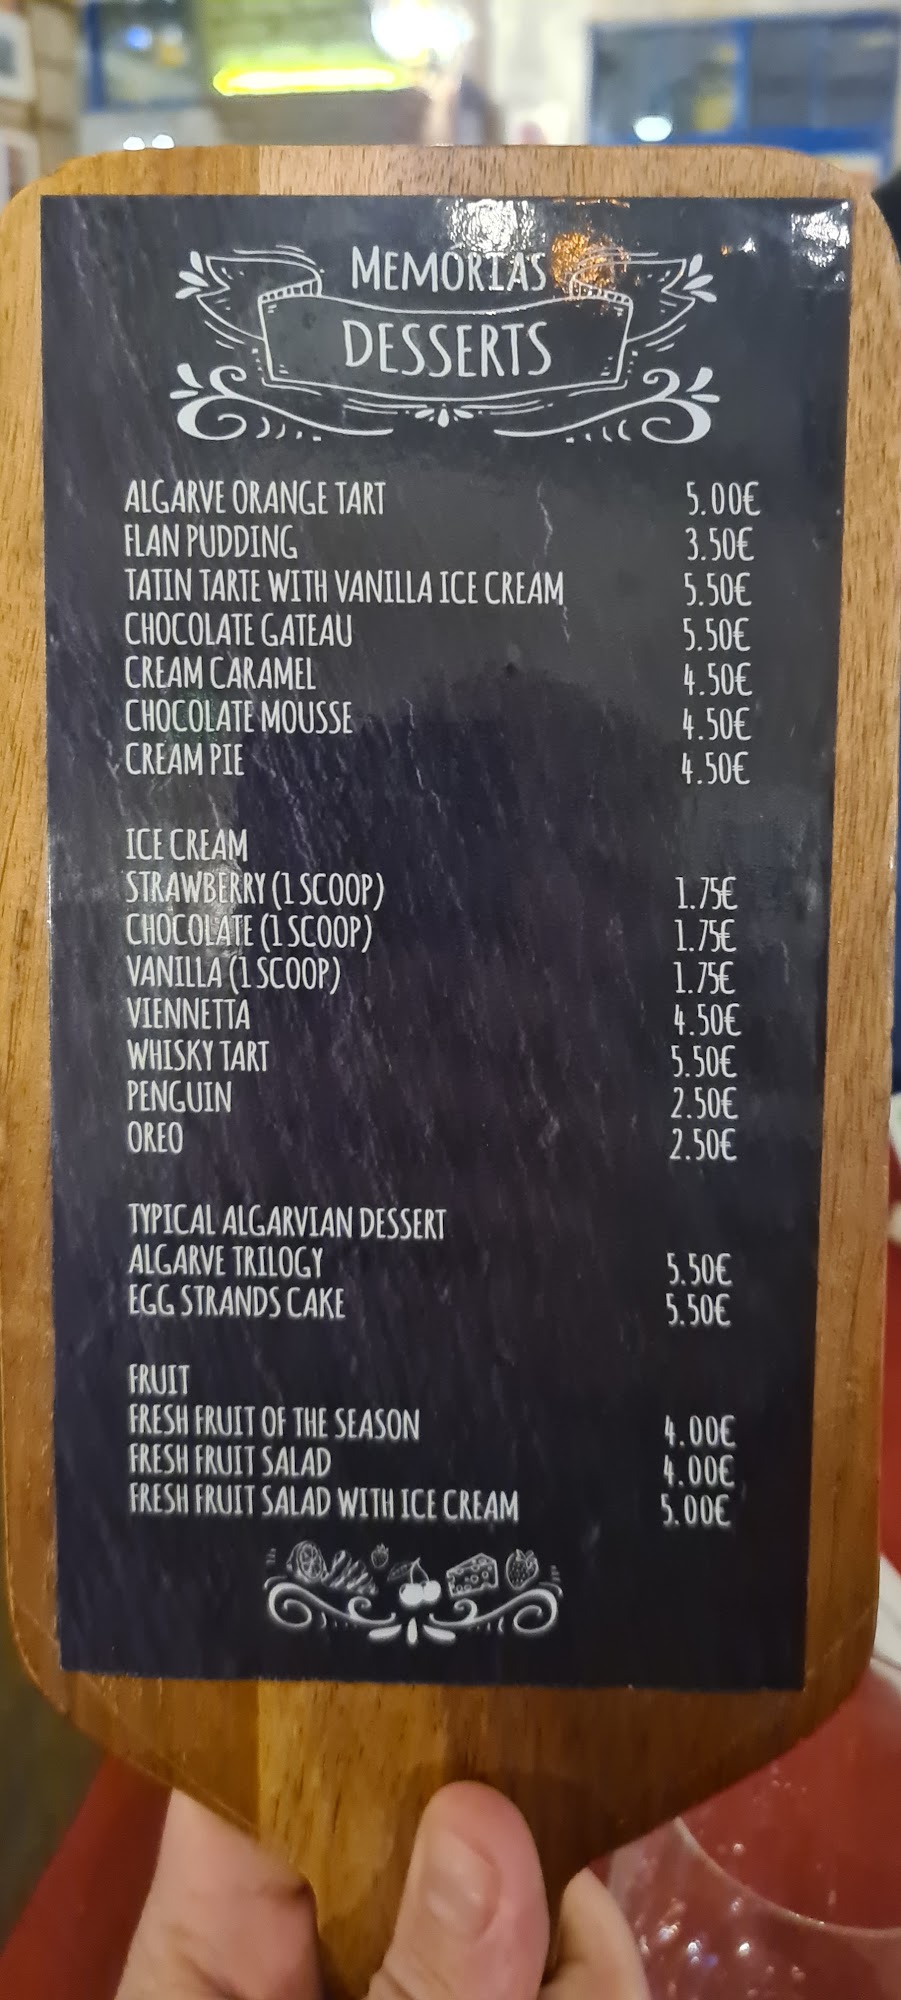 MEMORIAS
DESSERTS
ALGARVE ORANGE TART 5.00€
FLAN PUDDING 3.50€
TATIN TARTE WITH VANILLA ICE CREAM 5.50€
CHOCOLATE GATEAU 5.50€
CREAM CARAMEL 4.50€
CHOCOLATE MOUSSE 4.50€
CREAM PIE 4.50€
ICE CREAM
STRAWBERRY (1 SCOOP) 1.75€
CHOCOLATE (1 SCOOP) 1.75€
VANILLA (1 SCOOP) 1.75€
VIENNETTA 4.50€
WHISKY TART 5.50€
PENGUIN 2.50€
OREO 2.50€
TYPICAL ALGARVIAN DESSERT
ALGARVE TRILOGY 5.50€
EGG STRANDS CAKE 5.50€
FRUIT
FRESH FRUIT OF THE SEASON 4.00€
FRESH FRUIT SALAD 4.00€
FRESH FRUIT SALAD WITH ICE CREAM 5.00€